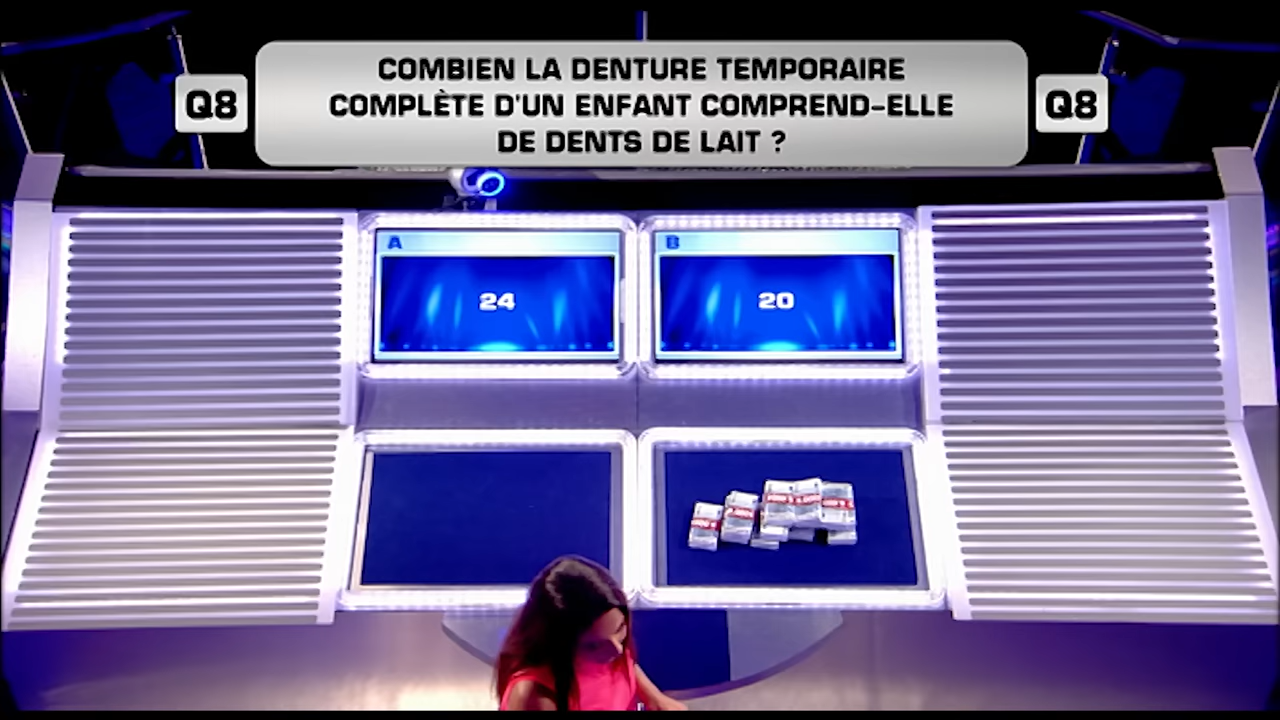 COMBIEN LA DENTURE TEMPORAIRE
Q8 COMPLÈTE D'UN ENFANT COMPREND-ELLE Q8
DE DENTS DE LAIT ?
A B
24 20